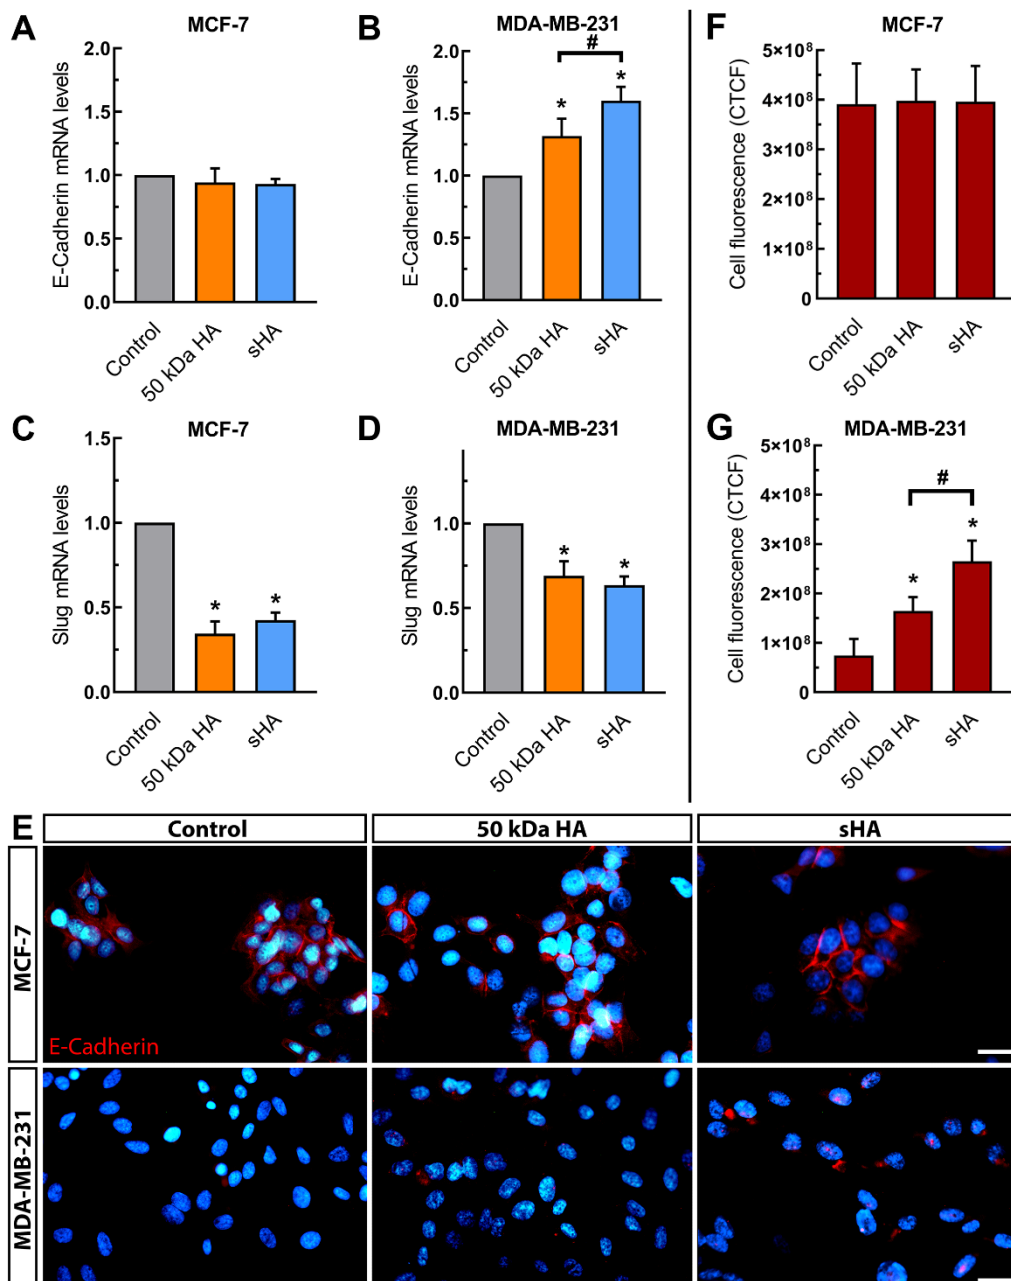 A
MCF-7
E-Cadherin mRNA levels
2.0
1.5
1.0
0.5
0.0
Control
50 kDa HA
sHA
B
MDA-MB-231
E-Cadherin mRNA levels
2.0
1.5
1.0
0.5
0.0
#
*
*
Control
50 kDa HA
sHA
F
MCF-7
Cell fluorescence (CTCF)
5×10⁸
4×10⁸
3×10⁸
2×10⁸
1×10⁸
0
Control
50 kDa HA
sHA
C
MCF-7
Slug mRNA levels
1.5
1.0
0.5
0.0
*
*
Control
50 kDa HA
sHA
D
MDA-MB-231
Slug mRNA levels
1.0
0.5
0.0
*
*
Control
50 kDa HA
sHA
G
MDA-MB-231
Cell fluorescence (CTCF)
5×10⁸
4×10⁸
3×10⁸
2×10⁸
1×10⁸
0
#
*
*
Control
50 kDa HA
sHA
E
Control
50 kDa HA
sHA
MCF-7
E-Cadherin
MDA-MB-231